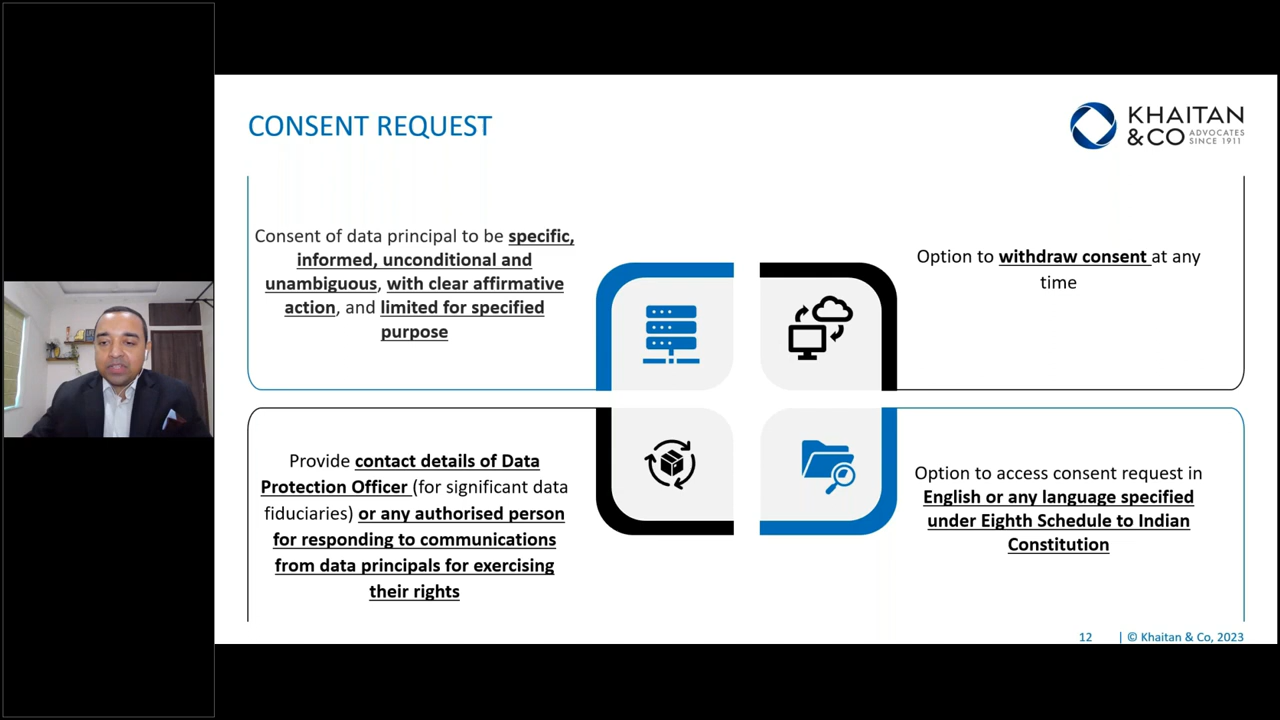 CONSENT REQUEST
KHAITAN
&CO ADVOCATES
SINCE 1911
Consent of data principal to be specific,
informed, unconditional and
unambiguous, with clear affirmative
action, and limited for specified
purpose
Option to withdraw consent at any
time
Provide contact details of Data
Protection Officer (for significant data
fiduciaries) or any authorised person
for responding to communications
from data principals for exercising
their rights
Option to access consent request in
English or any language specified
under Eighth Schedule to Indian
Constitution
12 | © Khaitan & Co, 2023